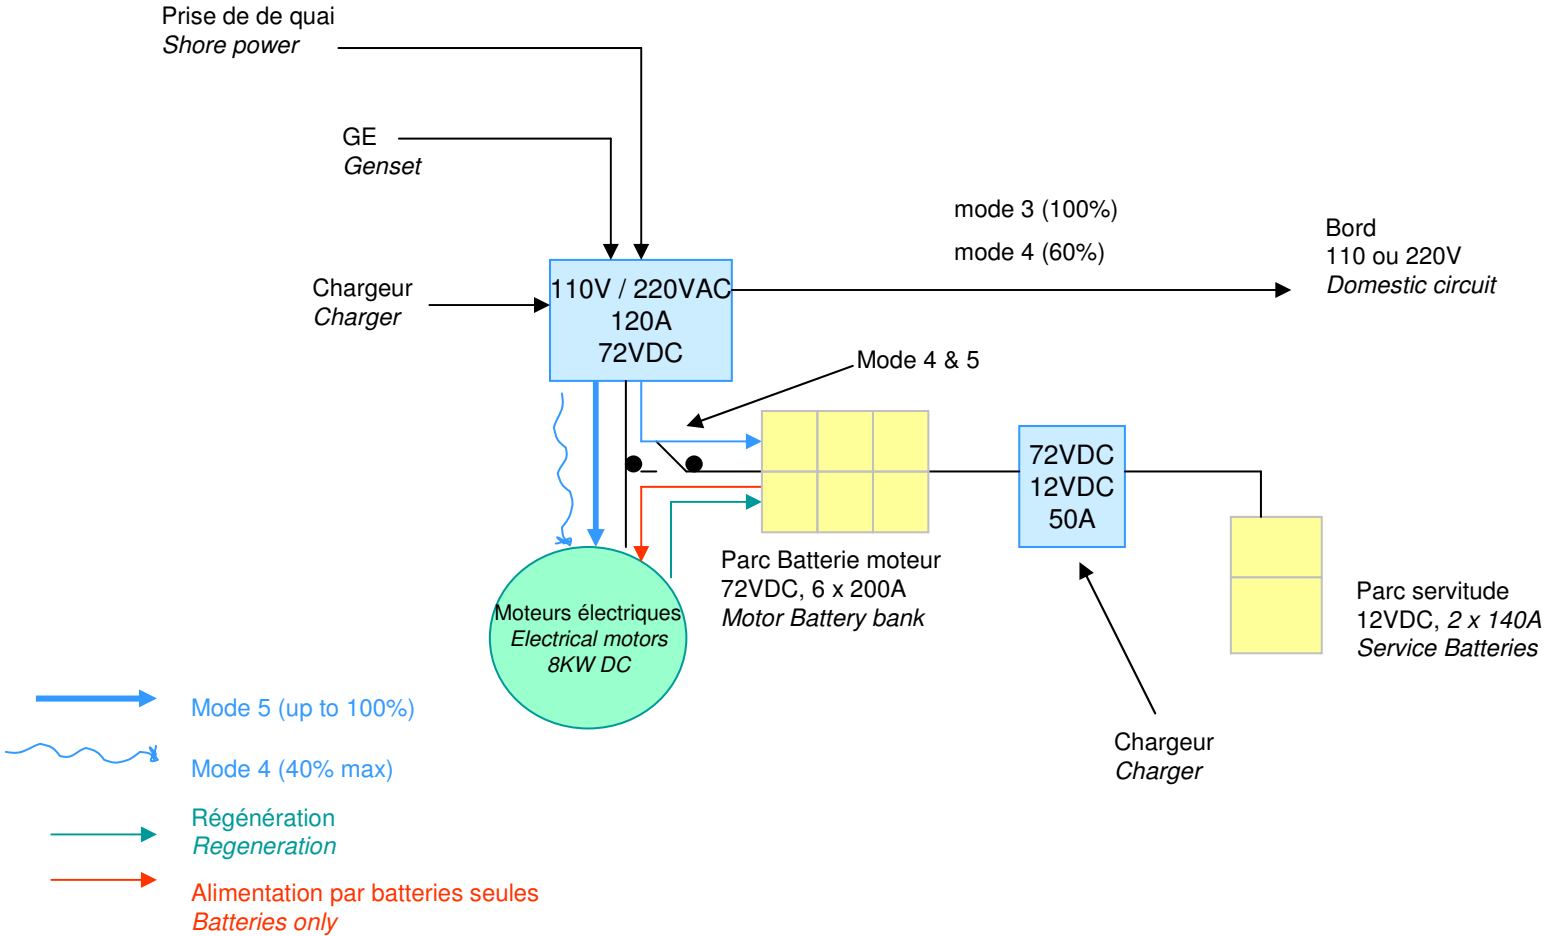 Prise de de quai
Shore power
GE
Genset
mode 3 (100%)
mode 4 (60%)
Bord
110 ou 220V
Domestic circuit
Chargeur
Charger
110V / 220VAC
120A
72VDC
Mode 4 & 5
72VDC
12VDC
50A
Parc Batterie moteur
72VDC, 6 x 200A
Motor Battery bank
Parc servitude
12VDC, 2 x 140A
Service Batteries
Moteurs électriques
Electrical motors
8KW DC
Chargeur
Charger
Mode 5 (up to 100%)
Mode 4 (40% max)
Régénération
Regeneration
Alimentation par batteries seules
Batteries only